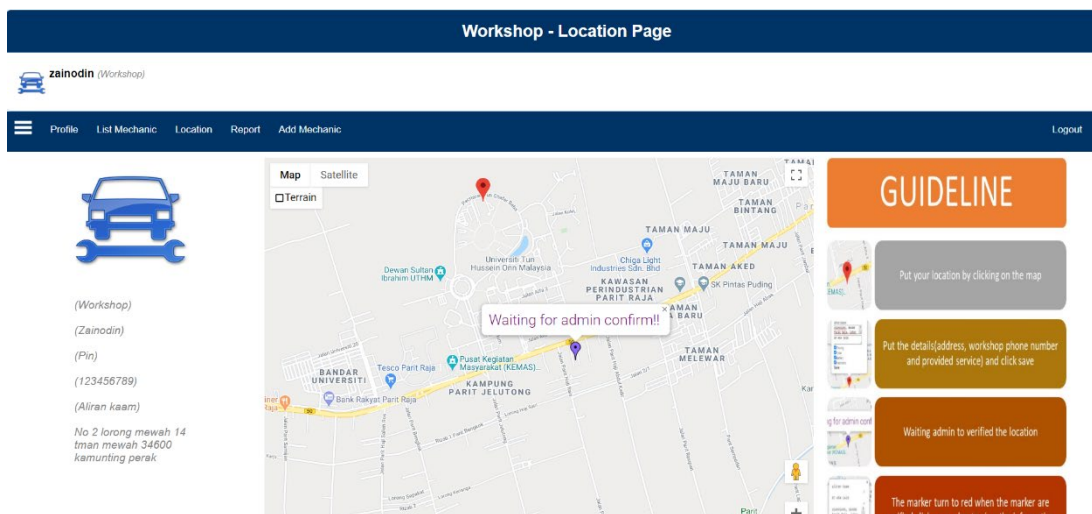 Workshop - Location Page
zainodin (Workshop)
Profile
List Mechanic
Location
Report
Add Mechanic
Logout
(Workshop)
(Zainodin)
(Pin)
(123456789)
(Aliran kaam)
No 2 lorong mewah 14
tman mewah 34600
kamunting perak
Map
Satellite
Terrain
TAMAN
MAJU BARU
TAMAN
BINTANG
TAMAN MAJU
TAMAN MAJU
Universiti Tun
Hussein Onn Malaysia
Dewan Sultan
Ibrahim UTHM
Chiga Light
Industries Sdn. Bhd
TAMAN AKED
KAWASAN
PERINDUSTRIAN
PARIT RAJA
SK Pintas Puding
Waiting for admin confirm!!
TAMAN
MELEWAR
Tesco Parit Raja
Pusat Kegiatan
Masyarakat (KEMAS)...
BANDAR
UNIVERSITI
KAMPUNG
PARIT JELUTONG
Bank Rakyat Parit Raja
50
50
Parit
GUIDELINE
Put your location by clicking on the map
Put the details(address, workshop phone number
and provided service) and click save
Waiting admin to verified the location
The marker turn to red when the marker are